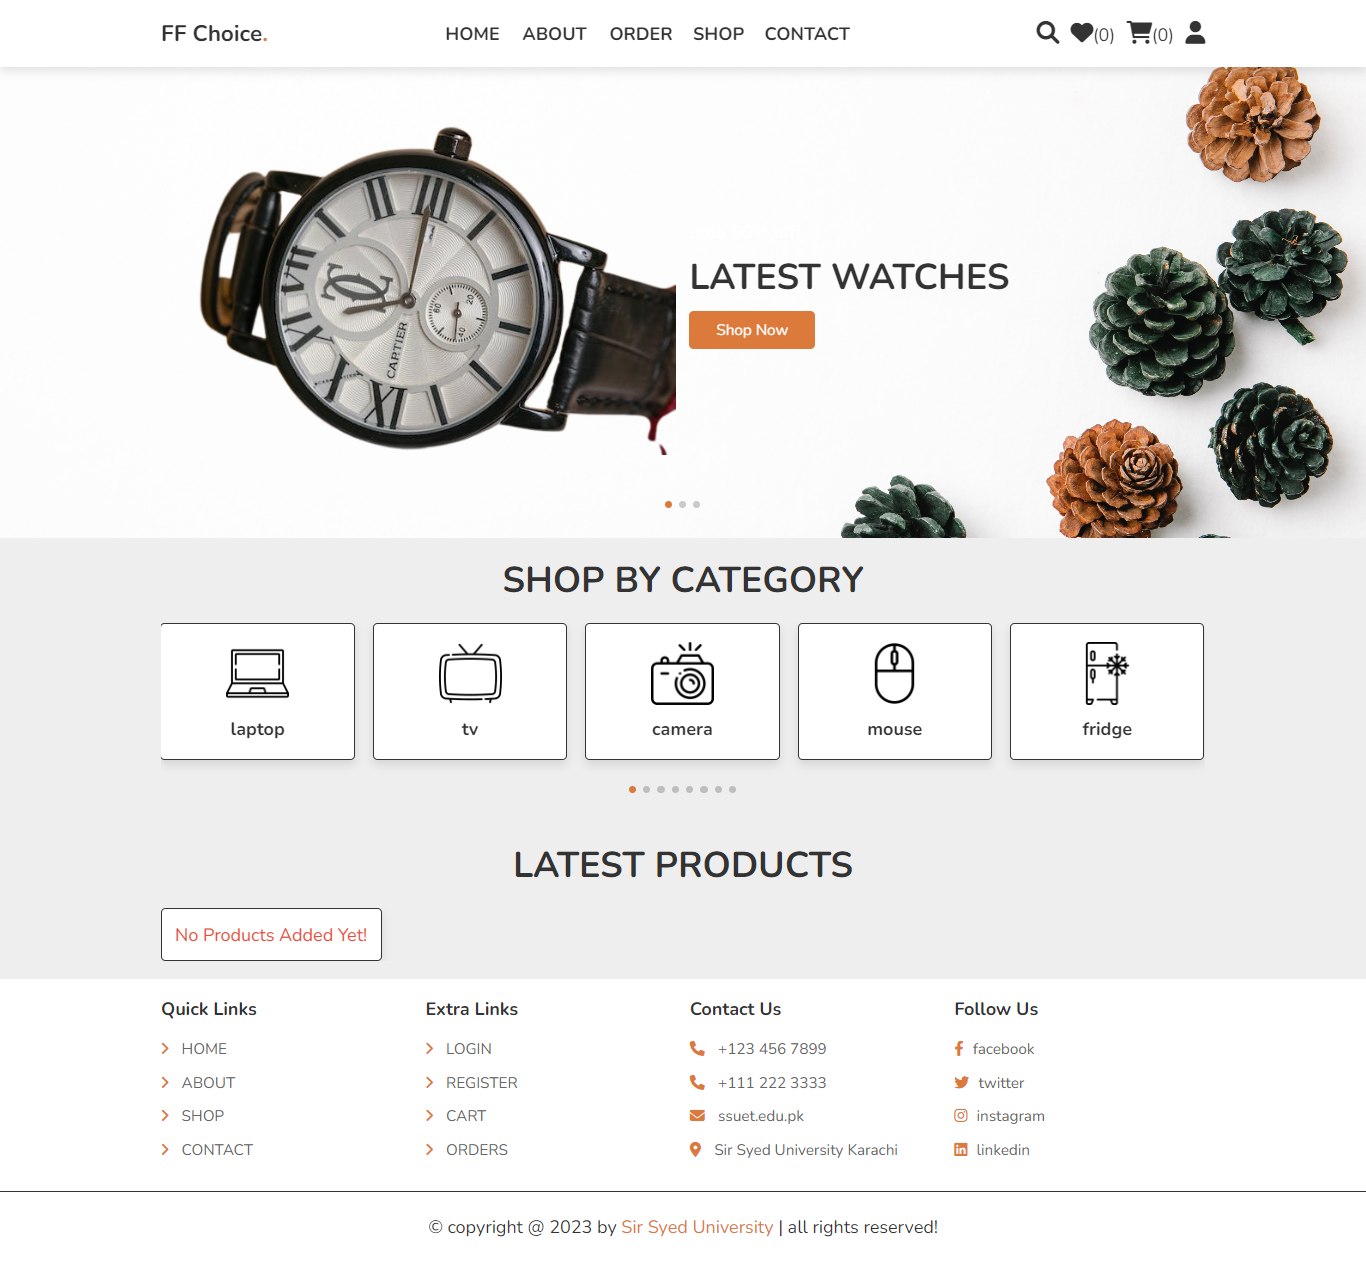 FF Choice.
HOME ABOUT ORDER SHOP CONTACT
(0) (0)
LATEST WATCHES
Shop Now
CARTIER
60 20 40
SHOP BY CATEGORY
laptop tv camera mouse fridge
LATEST PRODUCTS
No Products Added Yet!
Quick Links
HOME
ABOUT
SHOP
CONTACT
Extra Links
LOGIN
REGISTER
CART
ORDERS
Contact Us
+123 456 7899
+111 222 3333
ssuet.edu.pk
Sir Syed University Karachi
Follow Us
facebook
twitter
instagram
linkedin
© copyright @ 2023 by Sir Syed University | all rights reserved!